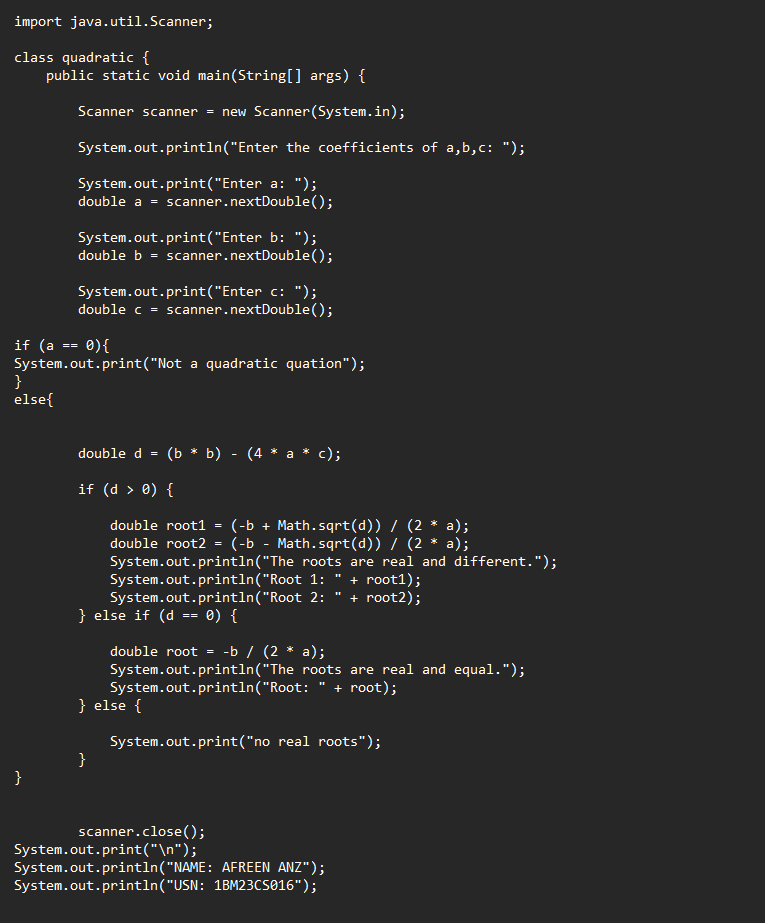 import java.util.Scanner;
class quadratic {
    public static void main(String[] args) {
        Scanner scanner = new Scanner(System.in);
        System.out.println("Enter the coefficients of a,b,c: ");
        System.out.print("Enter a: ");
        double a = scanner.nextDouble();
        System.out.print("Enter b: ");
        double b = scanner.nextDouble();
        System.out.print("Enter c: ");
        double c = scanner.nextDouble();
if (a == 0){
System.out.print("Not a quadratic quation");
}
else{
        double d = (b * b) - (4 * a * c);
        if (d > 0) {
            double root1 = (-b + Math.sqrt(d)) / (2 * a);
            double root2 = (-b - Math.sqrt(d)) / (2 * a);
            System.out.println("The roots are real and different.");
            System.out.println("Root 1: " + root1);
            System.out.println("Root 2: " + root2);
        } else if (d == 0) {
            double root = -b / (2 * a);
            System.out.println("The roots are real and equal.");
            System.out.println("Root: " + root);
        } else {
            System.out.print("no real roots");
        }
}
        scanner.close();
System.out.print("\n");
System.out.println("NAME: AFREEN ANZ");
System.out.println("USN: 1BM23CS016");